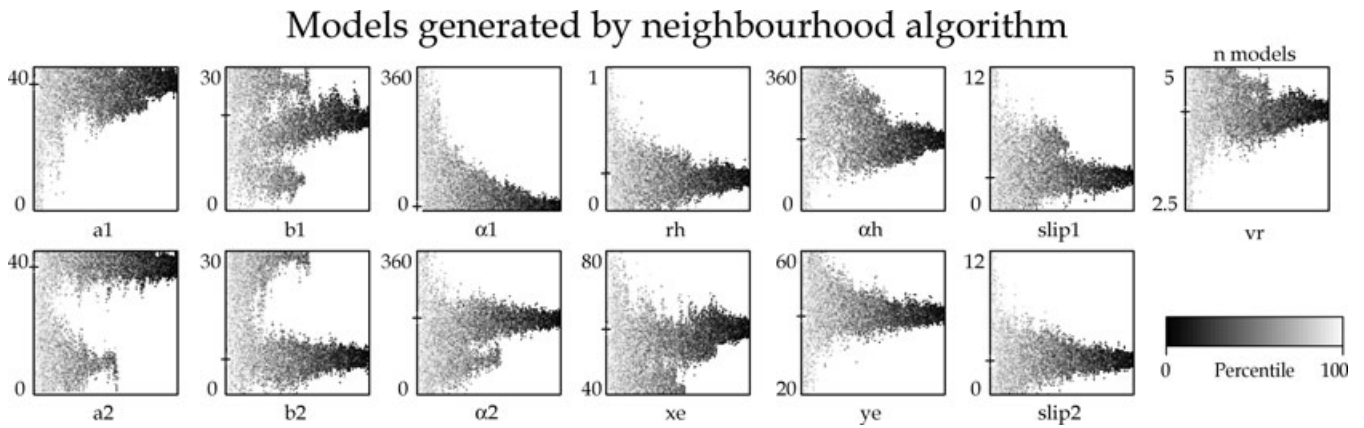 Models generated by neighbourhood algorithm
n models
40
0
a1
30
0
b1
360
0
α1
1
0
rh
360
0
αh
12
0
slip1
5
2.5
vr
40
0
a2
30
0
b2
360
0
α2
80
40
xe
60
20
ye
12
0
slip2
0 Percentile 100